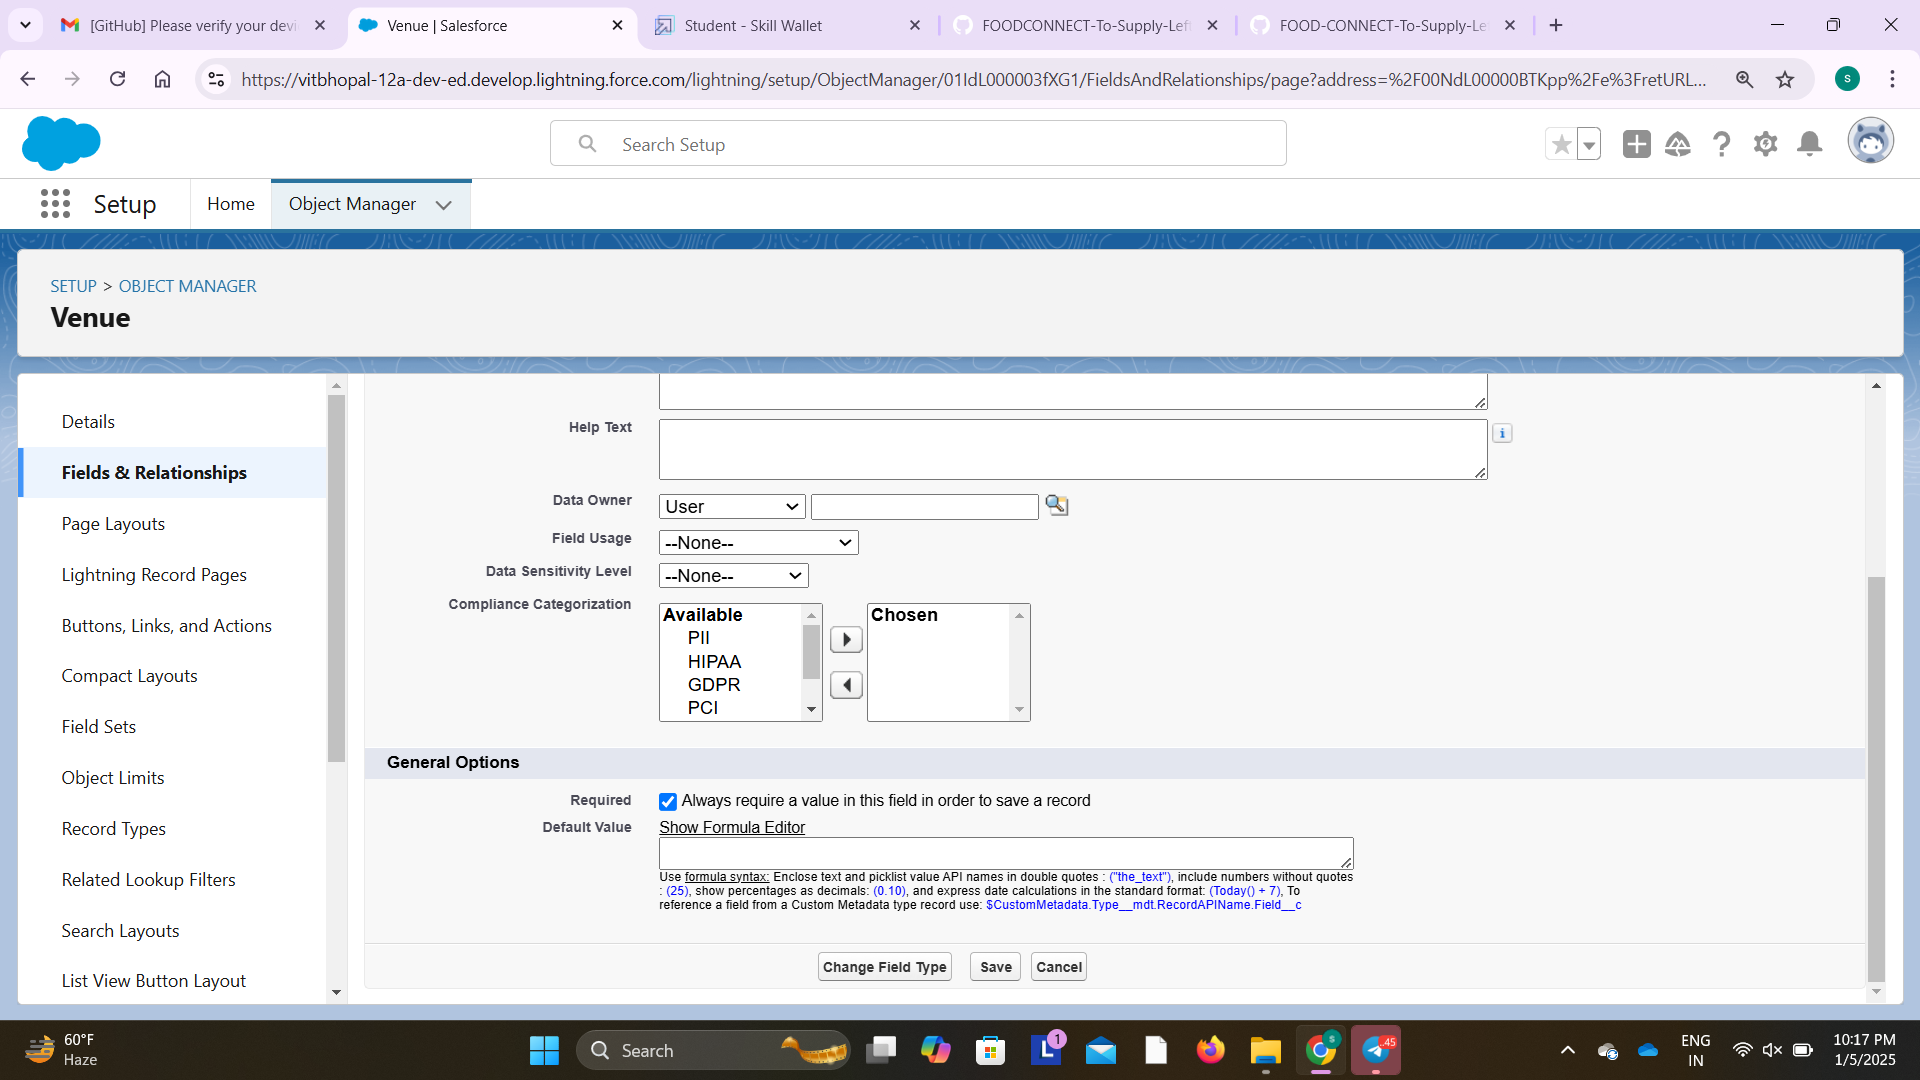 [GitHub] Please verify your devi
Venue | Salesforce
Student - Skill Wallet
FOODCONNECT-To-Supply-Left
FOOD-CONNECT-To-Supply-Le
https://vitbhopal-12a-dev-ed.develop.lightning.force.com/lightning/setup/ObjectManager/01IdL000003fXG1/FieldsAndRelationships/page?address=%2F00NdL00000BTKpp%2Fe%3FretURL...
S
Search Setup
Setup
Home
Object Manager
SETUP > OBJECT MANAGER
Venue
Details
Fields & Relationships
Page Layouts
Lightning Record Pages
Buttons, Links, and Actions
Compact Layouts
Field Sets
Object Limits
Record Types
Related Lookup Filters
Search Layouts
List View Button Layout
Help Text
i
Data Owner
User
Field Usage
--None--
Data Sensitivity Level
--None--
Compliance Categorization
Available
PII
HIPAA
GDPR
PCI
Chosen
General Options
Required
Always require a value in this field in order to save a record
Default Value
Show Formula Editor
Use formula syntax: Enclose text and picklist value API names in double quotes : ("the_text"), include numbers without quotes
: (25), show percentages as decimals: (0.10), and express date calculations in the standard format: (Today() + 7), To
reference a field from a Custom Metadata type record use: $CustomMetadata.Type__mdt.RecordAPIName.Field__c
Change Field Type
Save
Cancel
60°F
Haze
Search
L
1
S
.45
ENG
IN
10:17 PM
1/5/2025